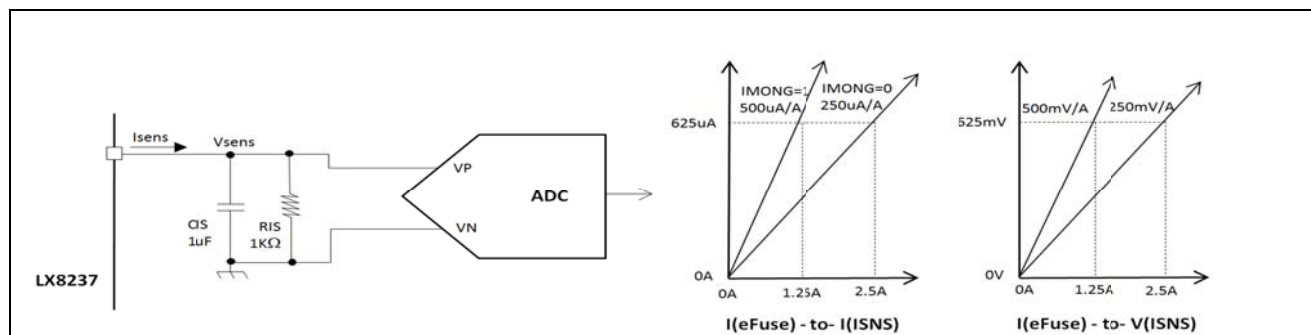 Isens
Vsens
VP
VN
ADC
CIS
1uF
RIS
1KΩ
LX8237
IMONG=1
500uA/A
IMONG=0
250uA/A
625uA
0A
0A
1.25A
2.5A
I(eFuse) - to- I(ISNS)
500mV/A
250mV/A
525mV
0V
0A
1.25A
2.5A
I(eFuse) - to- V(ISNS)